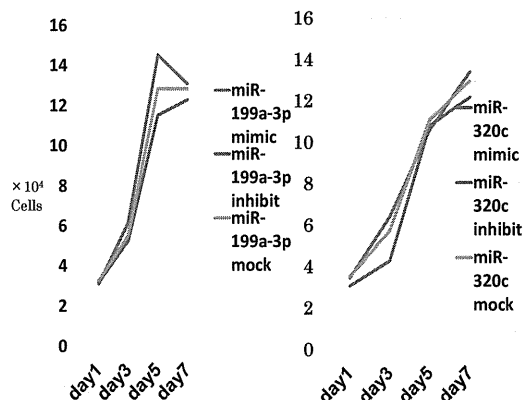 16
14
12
10
8
6
4
2
0
×10⁴
Cells
day1
day3
day5
day7
miR-
199a-3p
mimic
miR-
199a-3p
inhibit
miR-
199a-3p
mock
16
14
12
10
8
6
4
2
0
day1
day3
day5
day7
miR-
320c
mimic
miR-
320c
inhibit
miR-
320c
mock